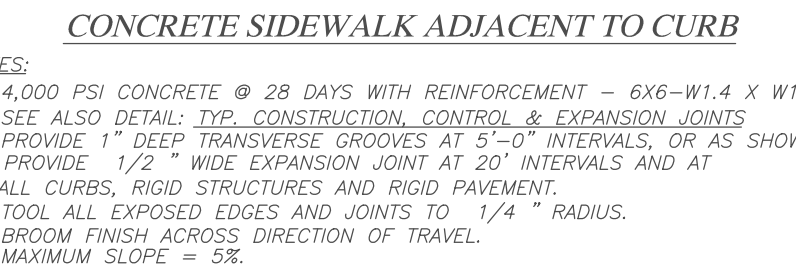 CONCRETE SIDEWALK ADJACENT TO CURB
ES:
4,000 PSI CONCRETE @ 28 DAYS WITH REINFORCEMENT – 6X6–W1.4 X W1
SEE ALSO DETAIL: TYP. CONSTRUCTION, CONTROL & EXPANSION JOINTS
PROVIDE 1” DEEP TRANSVERSE GROOVES AT 5’–0” INTERVALS, OR AS SHOW
PROVIDE 1/2 ” WIDE EXPANSION JOINT AT 20’ INTERVALS AND AT
ALL CURBS, RIGID STRUCTURES AND RIGID PAVEMENT.
TOOL ALL EXPOSED EDGES AND JOINTS TO 1/4 ” RADIUS.
BROOM FINISH ACROSS DIRECTION OF TRAVEL.
MAXIMUM SLOPE = 5%.